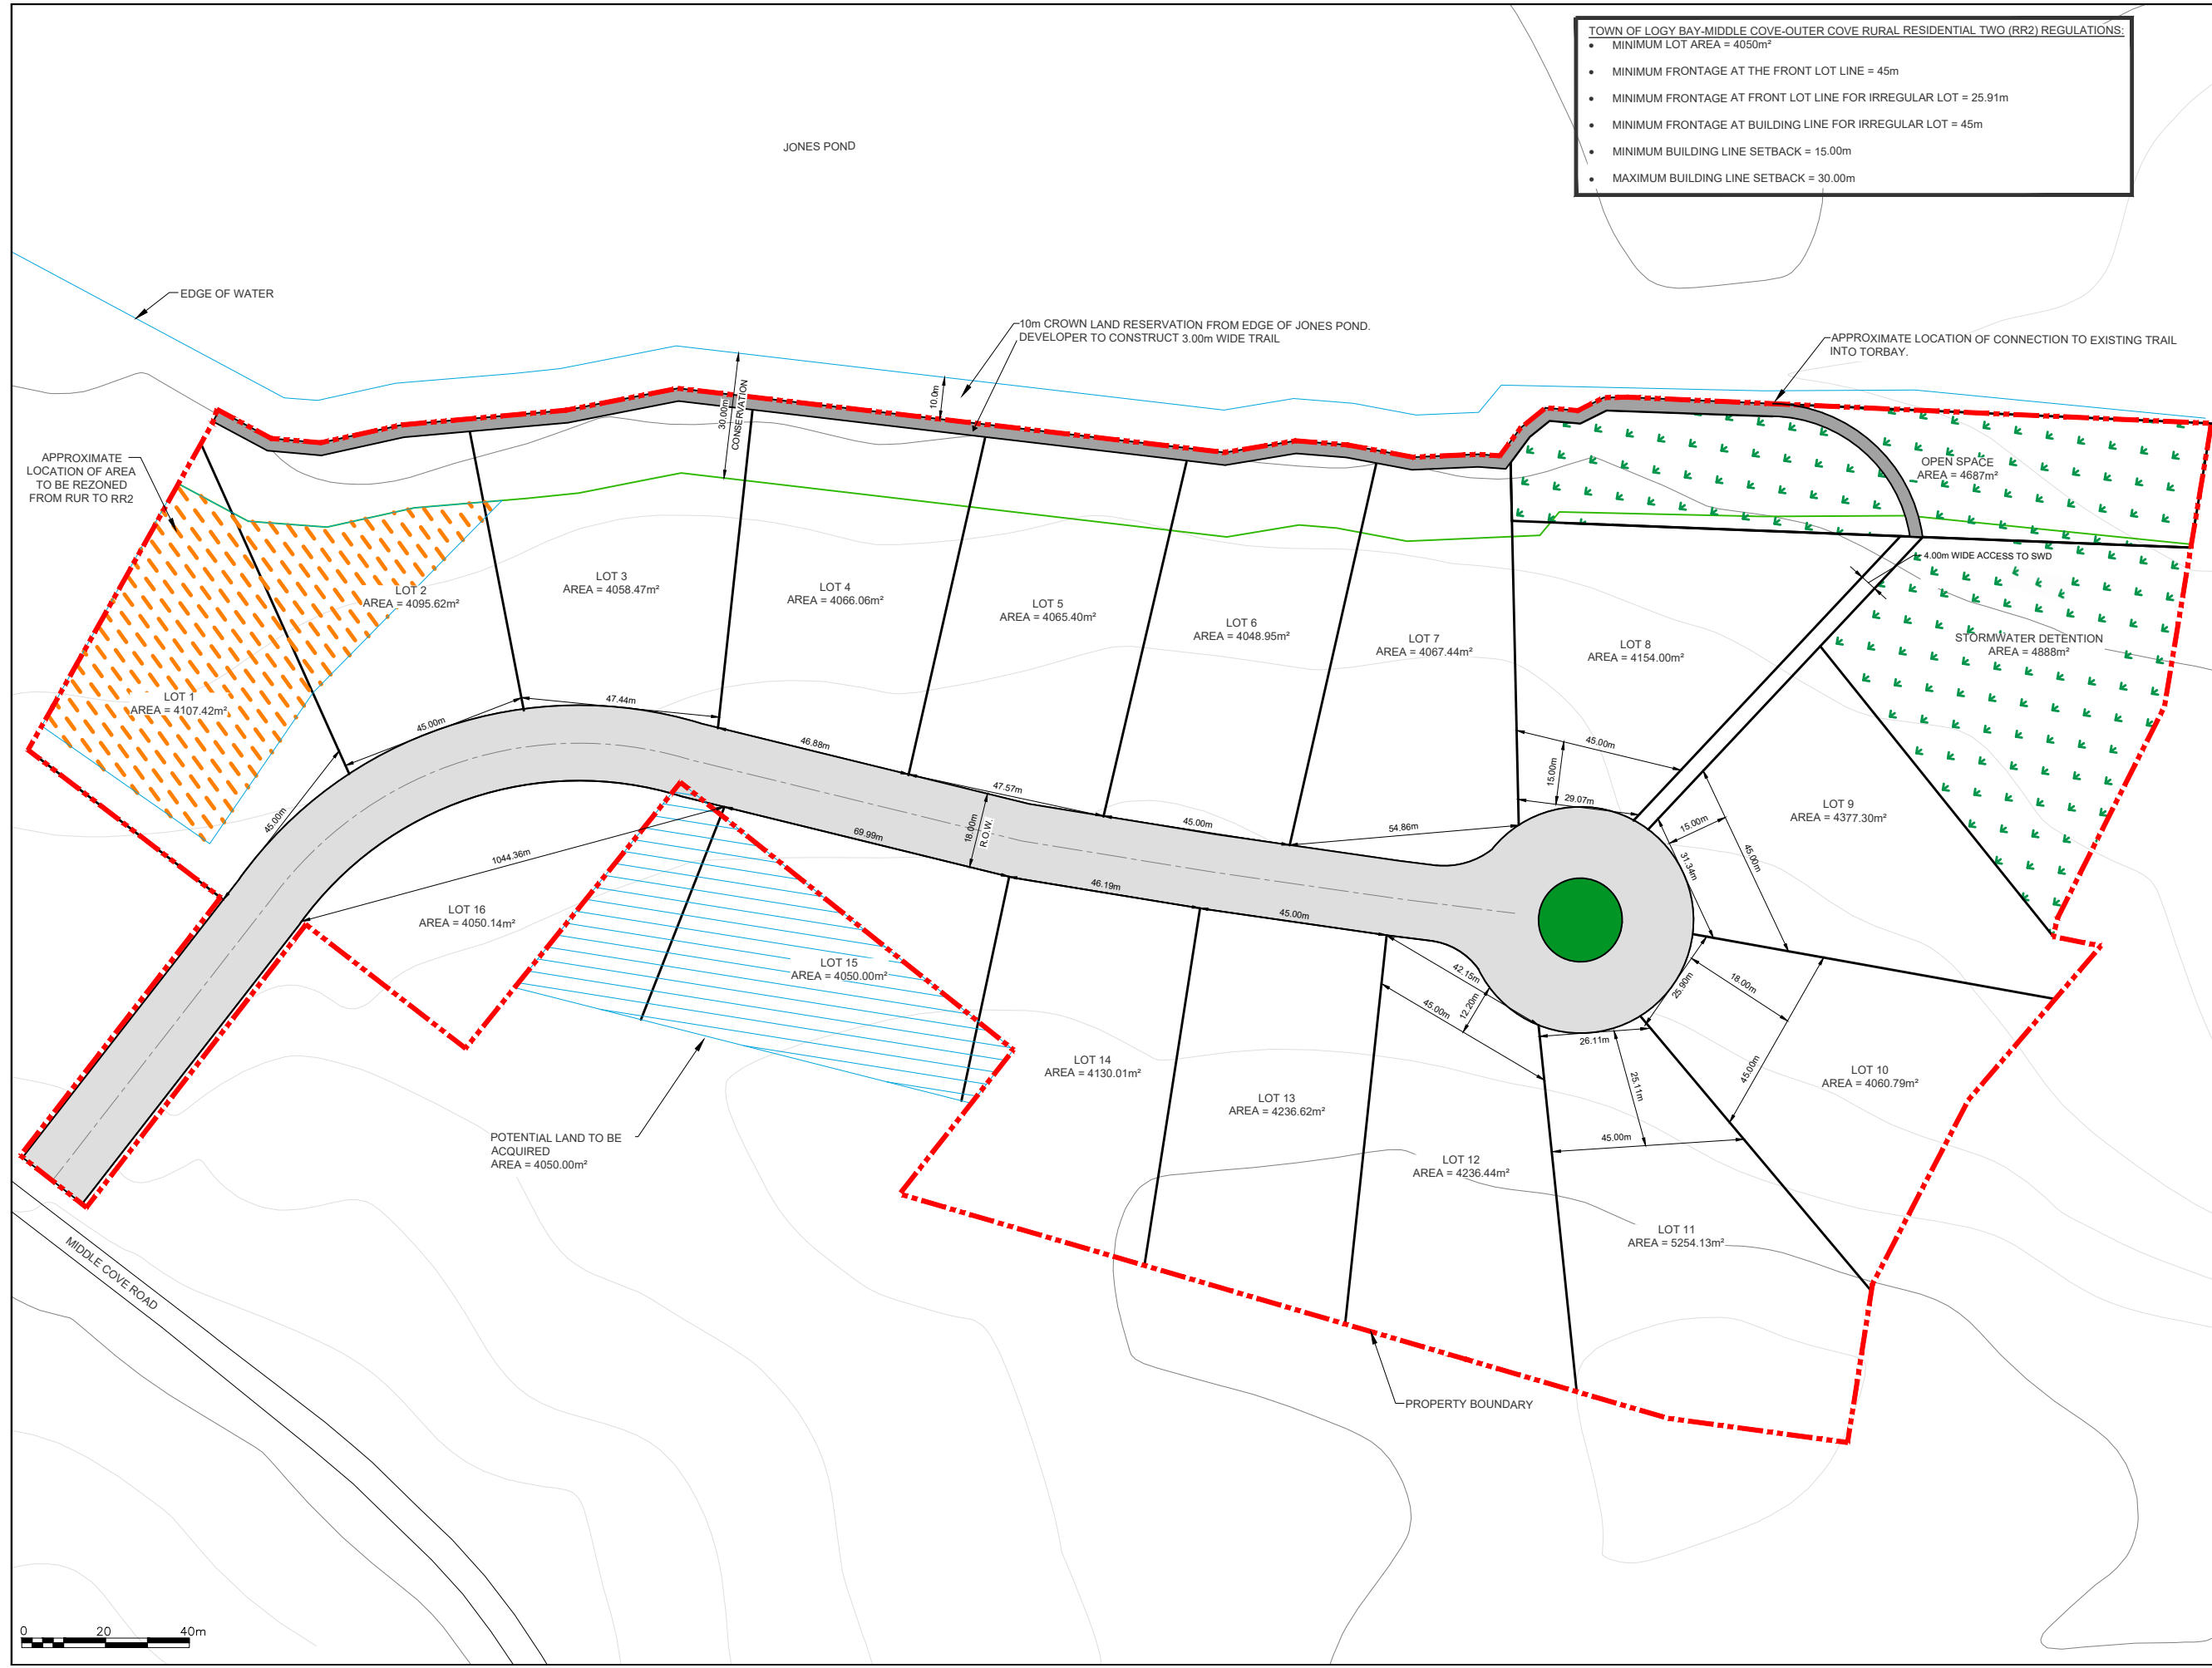 TOWN OF LOGY BAY-MIDDLE COVE-OUTER COVE RURAL RESIDENTIAL TWO (RR2) REGULATIONS:
• MINIMUM LOT AREA = 4050m²
• MINIMUM FRONTAGE AT THE FRONT LOT LINE = 45m
• MINIMUM FRONTAGE AT FRONT LOT LINE FOR IRREGULAR LOT = 25.91m
• MINIMUM FRONTAGE AT BUILDING LINE FOR IRREGULAR LOT = 45m
• MINIMUM BUILDING LINE SETBACK = 15.00m
• MAXIMUM BUILDING LINE SETBACK = 30.00m
JONES POND
EDGE OF WATER
10m CROWN LAND RESERVATION FROM EDGE OF JONES POND.
DEVELOPER TO CONSTRUCT 3.00m WIDE TRAIL
APPROXIMATE LOCATION OF CONNECTION TO EXISTING TRAIL
INTO TORBAY.
30.00m
CONSERVATION
10.0m
APPROXIMATE
LOCATION OF AREA
TO BE REZONED
FROM RUR TO RR2
OPEN SPACE
AREA = 4687m²
4.00m WIDE ACCESS TO SWD
STORMWATER DETENTION
AREA = 4888m²
LOT 1
AREA = 4107.42m²
LOT 2
AREA = 4095.62m²
LOT 3
AREA = 4058.47m²
LOT 4
AREA = 4066.06m²
LOT 5
AREA = 4065.40m²
LOT 6
AREA = 4048.95m²
LOT 7
AREA = 4067.44m²
LOT 8
AREA = 4154.00m²
LOT 9
AREA = 4377.30m²
45.00m
45.00m
47.44m
46.88m
47.57m
45.00m
54.86m
29.07m
15.00m
45.00m
31.34m
15.00m
45.00m
18.00m
R.O.W.
1044.36m
69.99m
46.19m
45.00m
42.15m
45.00m
12.20m
26.11m
25.90m
18.00m
45.00m
25.11m
45.00m
LOT 16
AREA = 4050.14m²
LOT 15
AREA = 4050.00m²
LOT 14
AREA = 4130.01m²
LOT 13
AREA = 4236.62m²
LOT 12
AREA = 4236.44m²
LOT 11
AREA = 5254.13m²
LOT 10
AREA = 4060.79m²
POTENTIAL LAND TO BE
ACQUIRED
AREA = 4050.00m²
MIDDLE COVE ROAD
PROPERTY BOUNDARY
0 20 40m